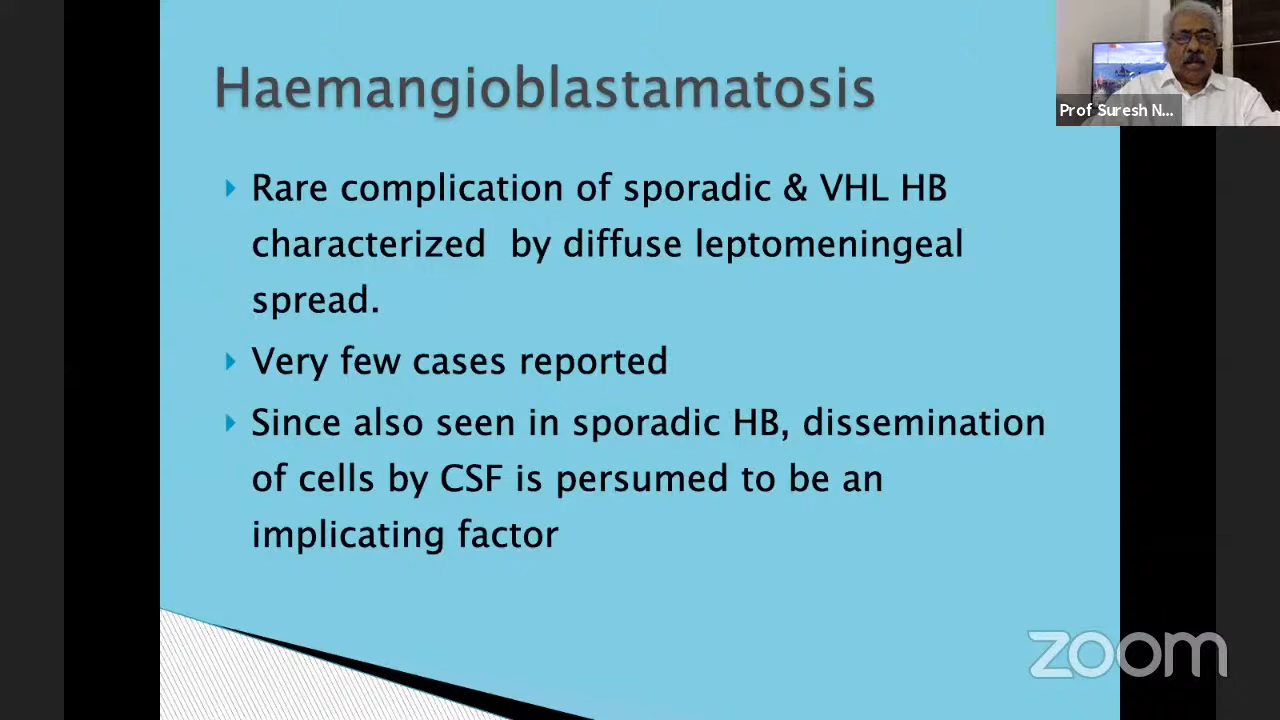 Haemangioblastamatosis
Prof Suresh N...
Rare complication of sporadic & VHL HB
characterized by diffuse leptomeningeal
spread.
Very few cases reported
Since also seen in sporadic HB, dissemination
of cells by CSF is persumed to be an
implicating factor
zoom